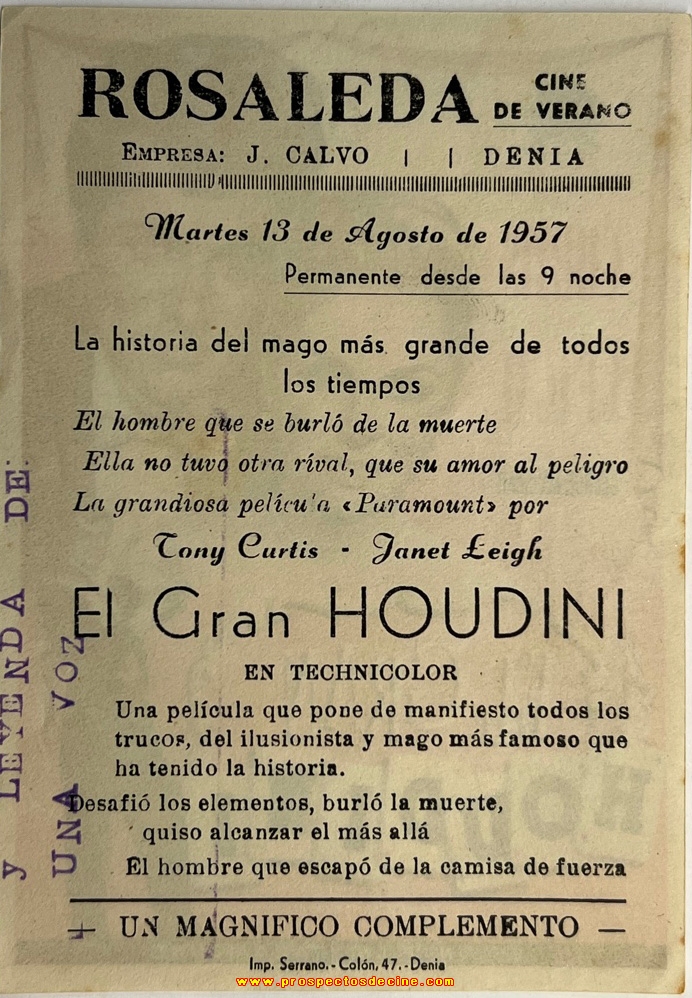 ROSALEDA CINE DE VERANO
EMPRESA: J. CALVO | | DENIA
Martes 13 de Agosto de 1957
Permanente desde las 9 noche
La historia del mago más grande de todos
los tiempos
El hombre que se burló de la muerte
Ella no tuvo otra ríval, que su amor al peligro
La grandiosa pelícu'a «Paramount» por
Tony Curtis - Janet Leigh
El Gran HOUDINI
EN TECHNICOLOR
Una película que pone de manifiesto todos los
trucos, del ilusionista y mago más famoso que
ha tenido la historia.
Desafió los elementos, burló la muerte,
quiso alcanzar el más allá
El hombre que escapó de la camisa de fuerza
— UN MAGNIFICO COMPLEMENTO —
Imp. Serrano.-Colón, 47.-Denia
y LEYENDA DE:
UNA VOZ
www.prospectosdecine.com